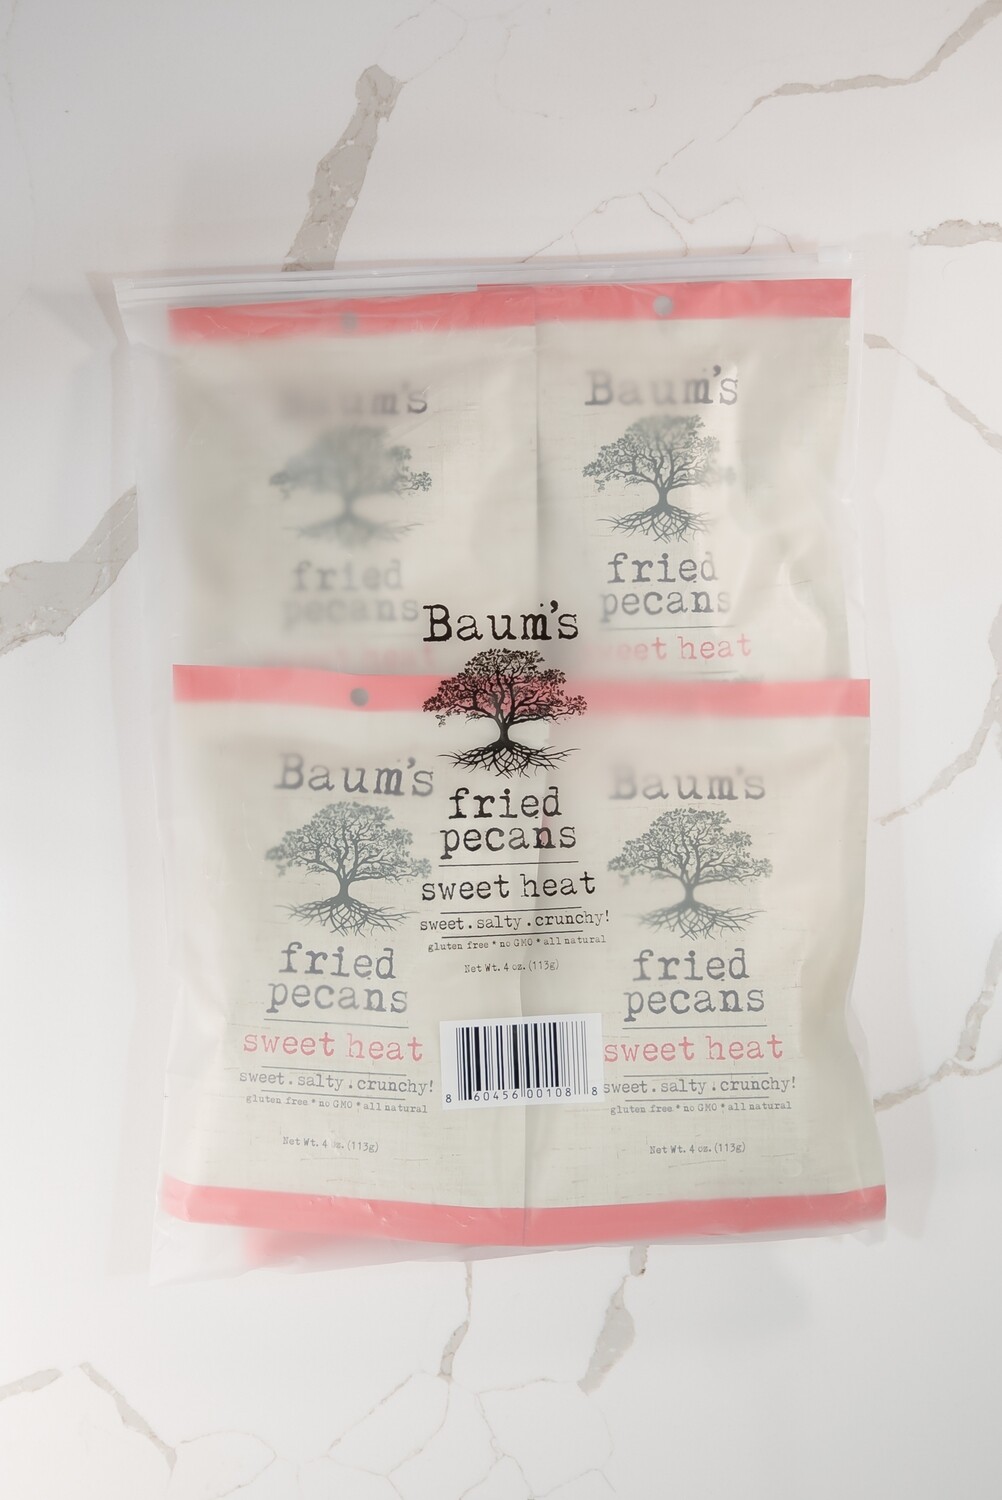 Baum's
fried
pecans
Baum's
fried
pecans
sweet heat
Baum's
fried
pecans
sweet heat
sweet.salty.crunchy!
gluten free * no GMO * all natural
Net Wt. 4 oz. (113g)
8 60456 00108 8
Baum's
fried
pecans
sweet heat
sweet.salty.crunchy!
gluten free * no GMO * all natural
Net Wt. 4 oz. (113g)
Baum's
fried
pecans
sweet heat
sweet.salty.crunchy!
gluten free * no GMO * all natural
Net Wt. 4 oz. (113g)